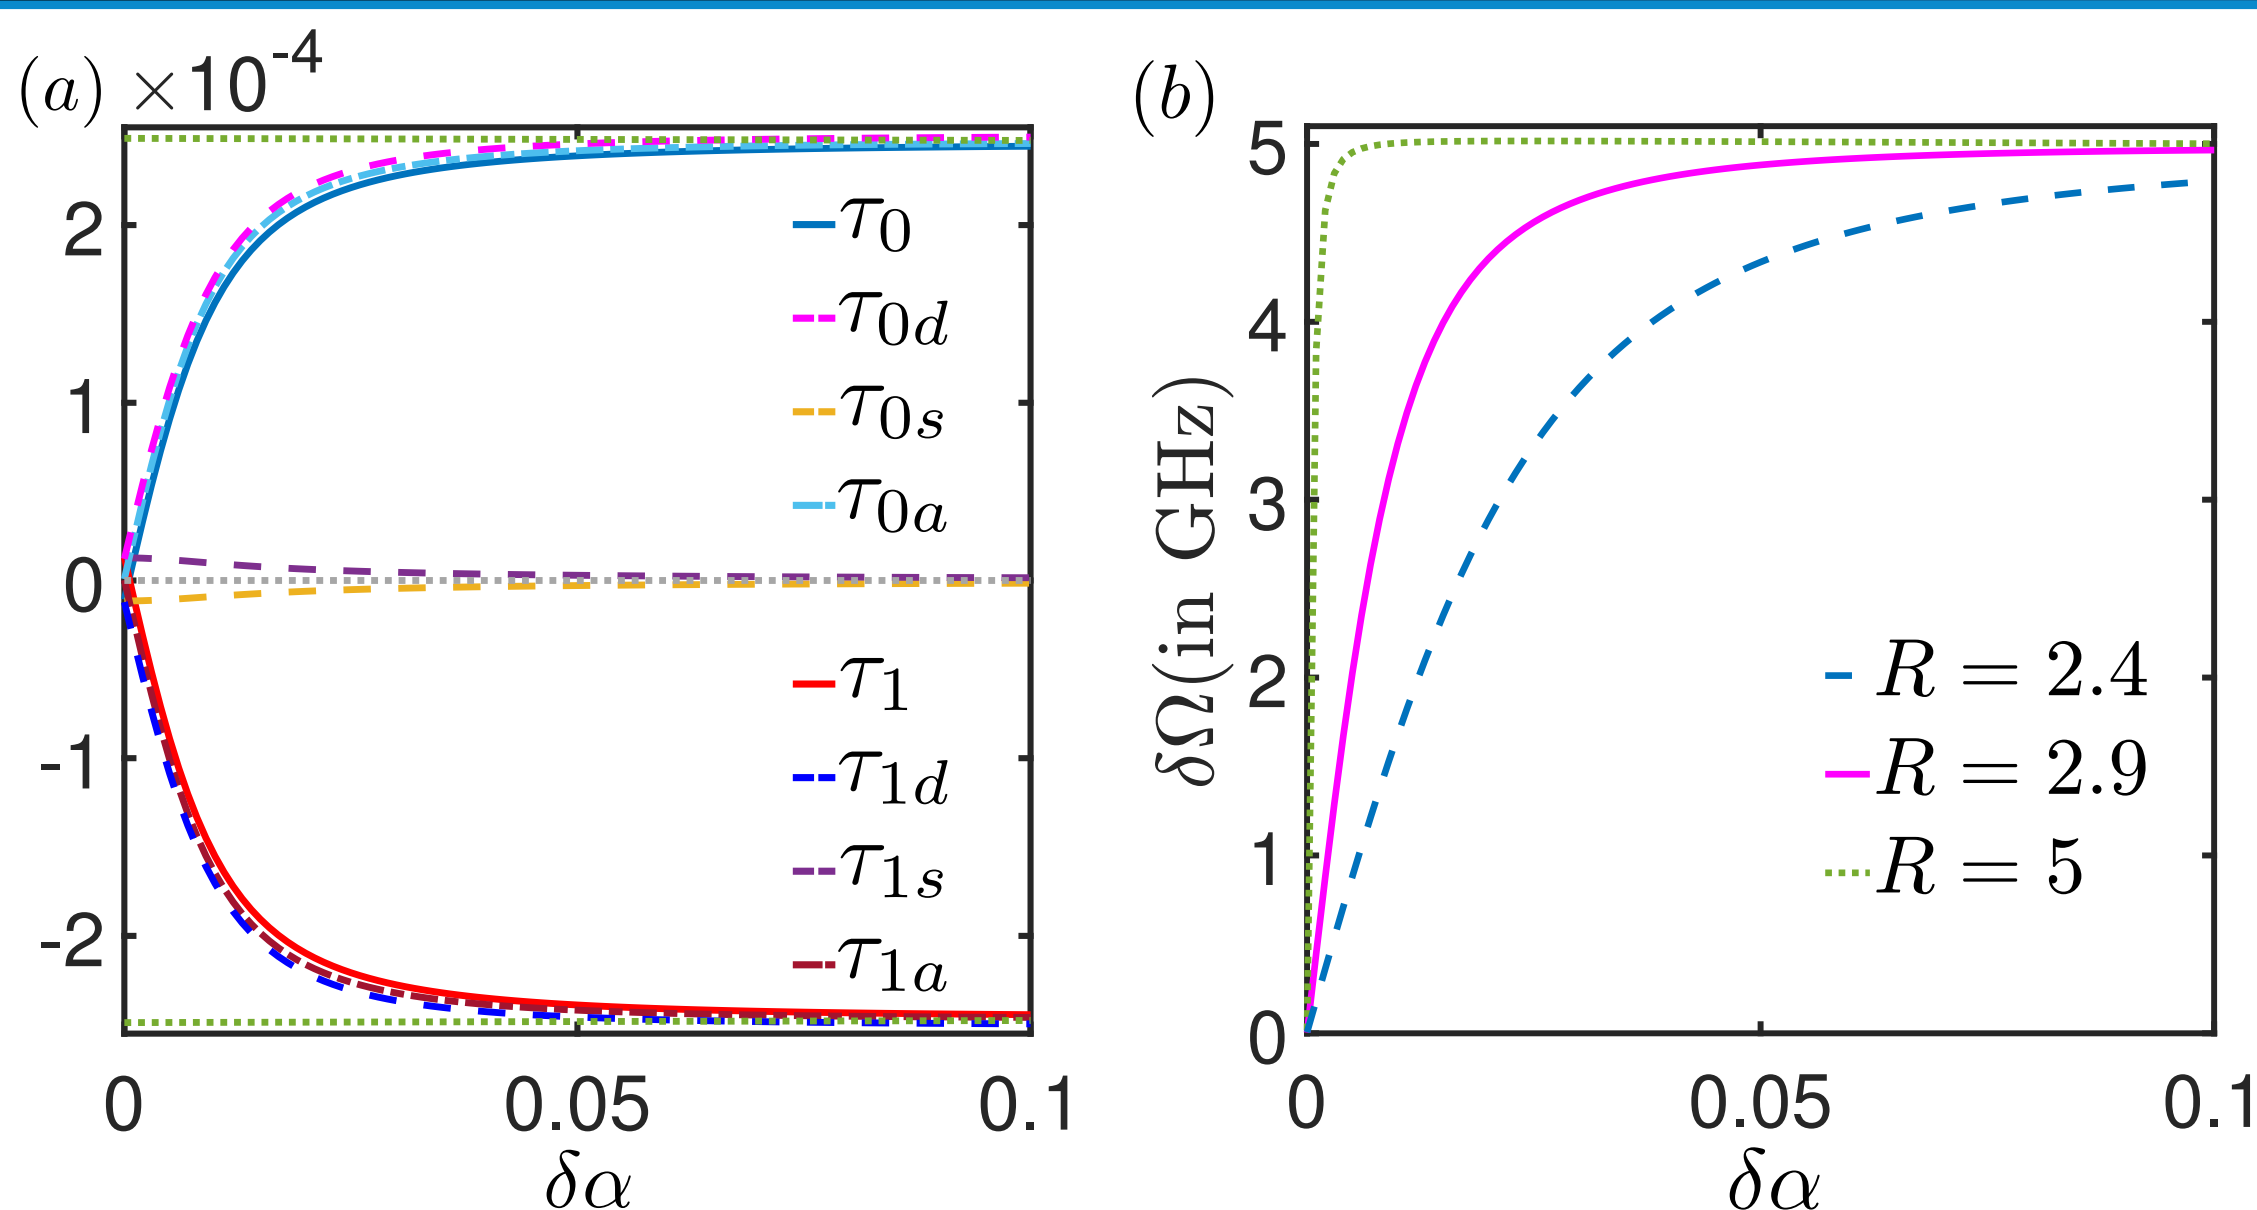 (a) ×10^-4
2
1
0
-1
-2
0 0.05 0.1
δα
τ0
τ0d
τ0s
τ0a
τ1
τ1d
τ1s
τ1a
(b)
δΩ(in GHz)
5
4
3
2
1
0
0 0.05 0.1
δα
R = 2.4
R = 2.9
R = 5